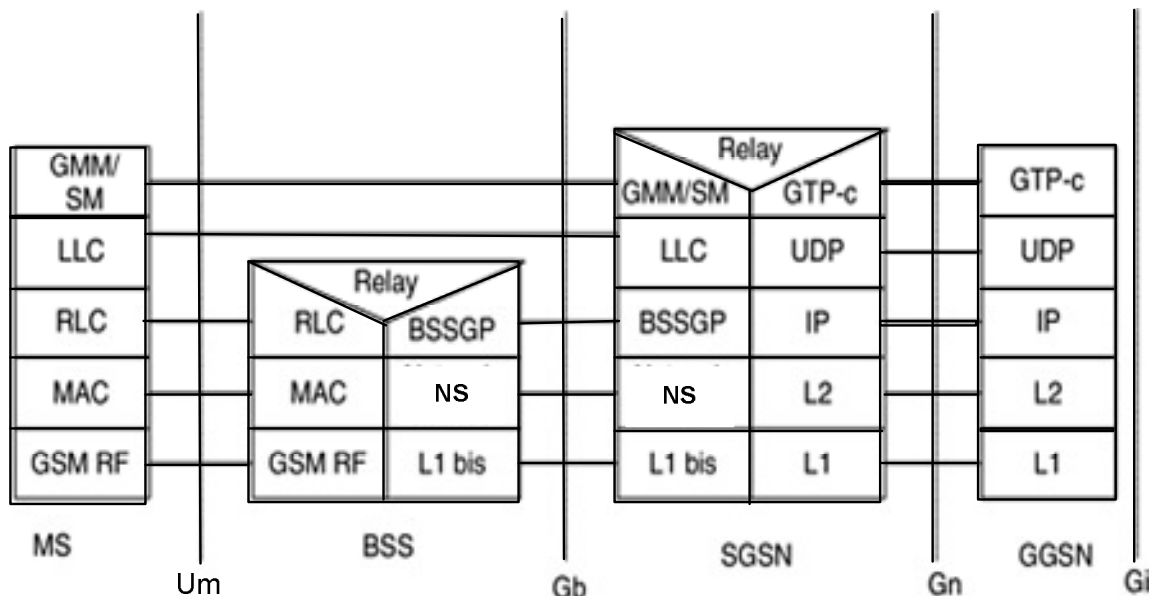 Relay
GMM/
SM
GMM/SM
GTP-c
GTP-c
LLC
LLC
UDP
UDP
Relay
RLC
RLC
BSSGP
BSSGP
IP
IP
MAC
MAC
NS
NS
L2
L2
GSM RF
GSM RF
L1 bis
L1 bis
L1
L1
MS
BSS
SGSN
GGSN
Um
Gb
Gn
Gi